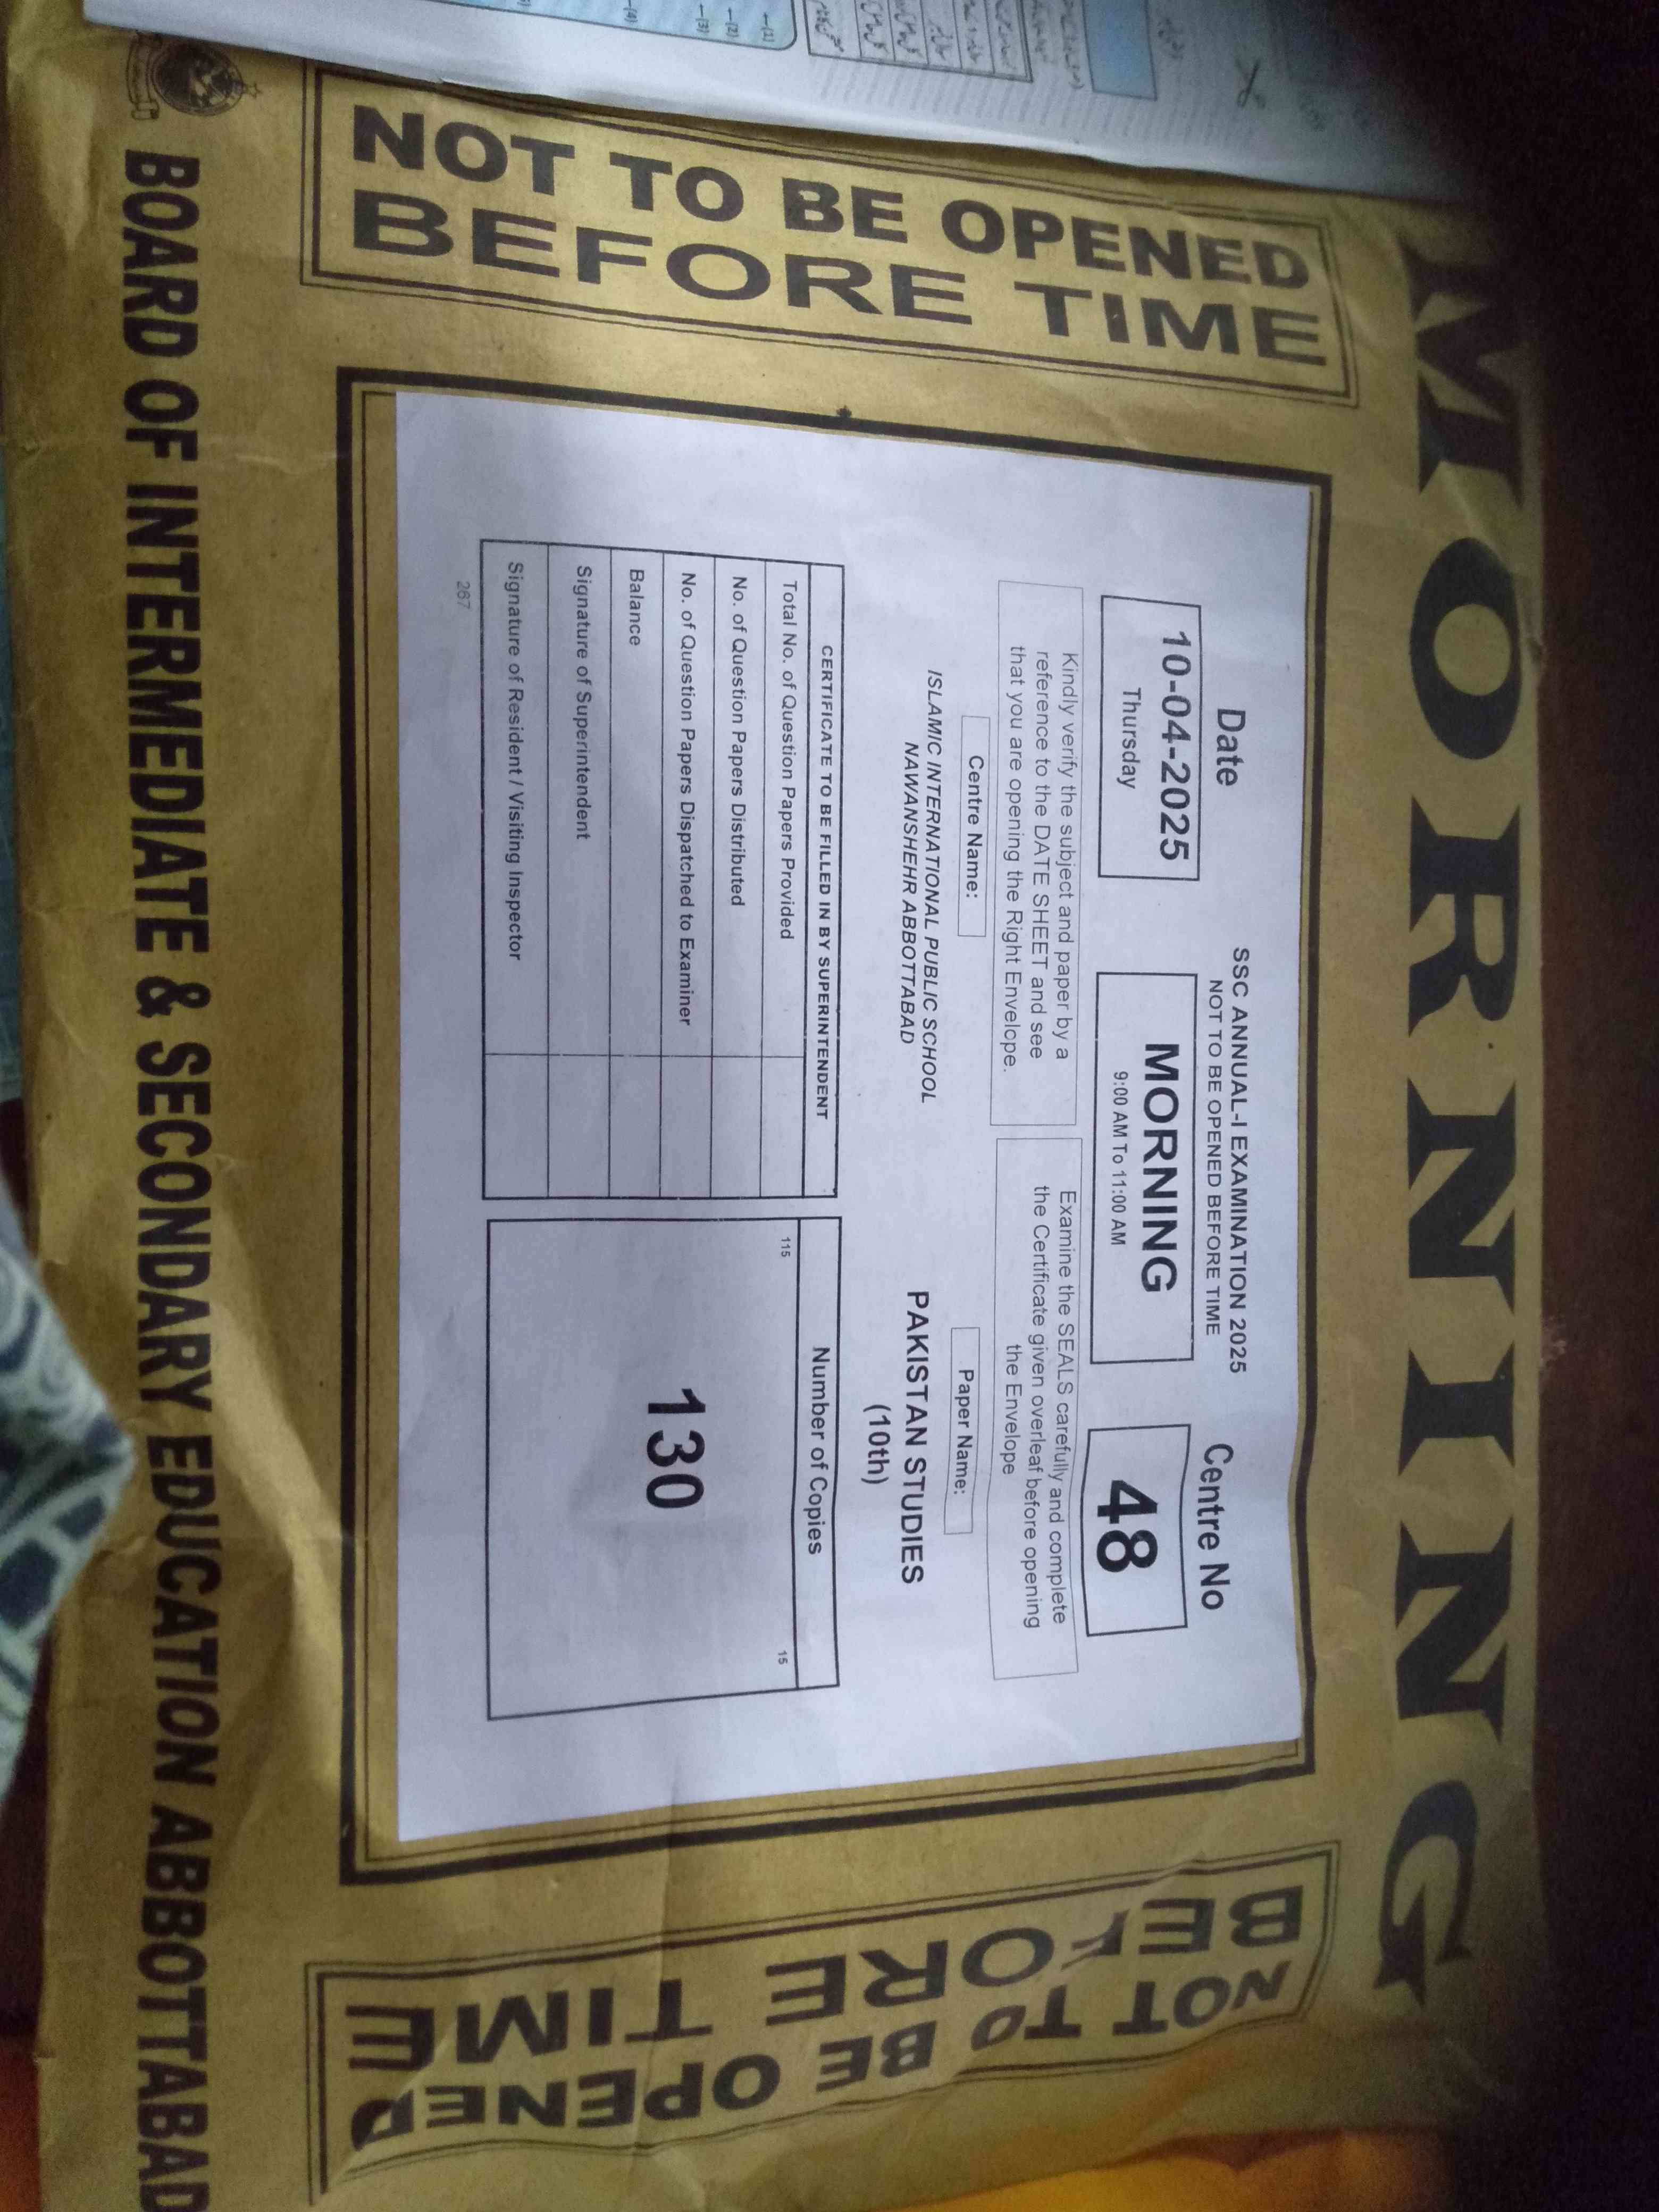 MORNING
NOT TO BE OPENED
BEFORE TIME
SSC ANNUAL-I EXAMINATION 2025
NOT TO BE OPENED BEFORE TIME
Date
10-04-2025
Thursday
MORNING
9:00 AM To 11:00 AM
Centre No
48
Kindly verify the subject and paper by a
reference to the DATE SHEET and see
that you are opening the Right Envelope.
Examine the SEALS carefully and complete
the Certificate given overleaf before opening
the Envelope
Centre Name:
ISLAMIC INTERNATIONAL PUBLIC SCHOOL
NAWANSHEHR ABBOTTABAD
Paper Name:
PAKISTAN STUDIES
(10th)
CERTIFICATE TO BE FILLED IN BY SUPERINTENDENT
Total No. of Question Papers Provided
No. of Question Papers Distributed
No. of Question Papers Dispatched to Examiner
Balance
Signature of Superintendent
Signature of Resident / Visiting Inspector
Number of Copies
115
15
130
267
NOT TO BE OPENED
BEFORE TIME
BOARD OF INTERMEDIATE & SECONDARY EDUCATION ABBOTTABAD
(1)
(2)
(3)
(4)